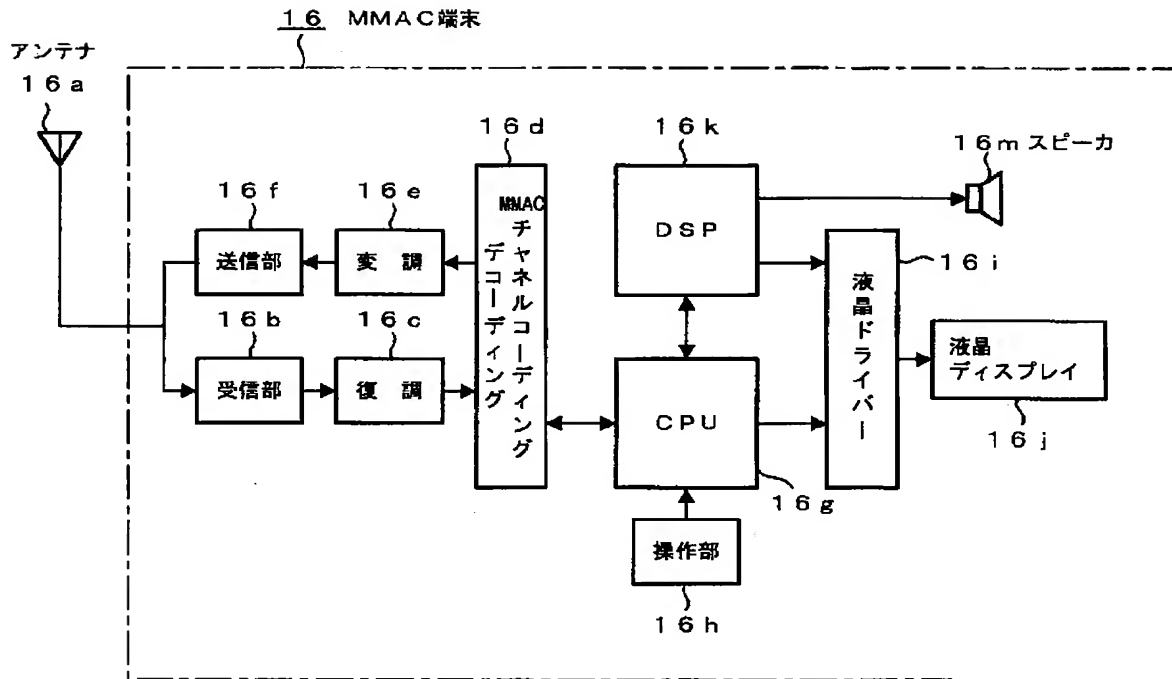 16 MMAC端末
アンテナ
16a
16d
16k
16m スピーカ
16f
16e
送信部
変 調
MMAC
チャネルコーディング
デコーディング
DSP
16i
16b
16c
受信部
復 調
CPU
液晶ドライバー
液晶
ディスプレイ
16j
16g
操作部
16h